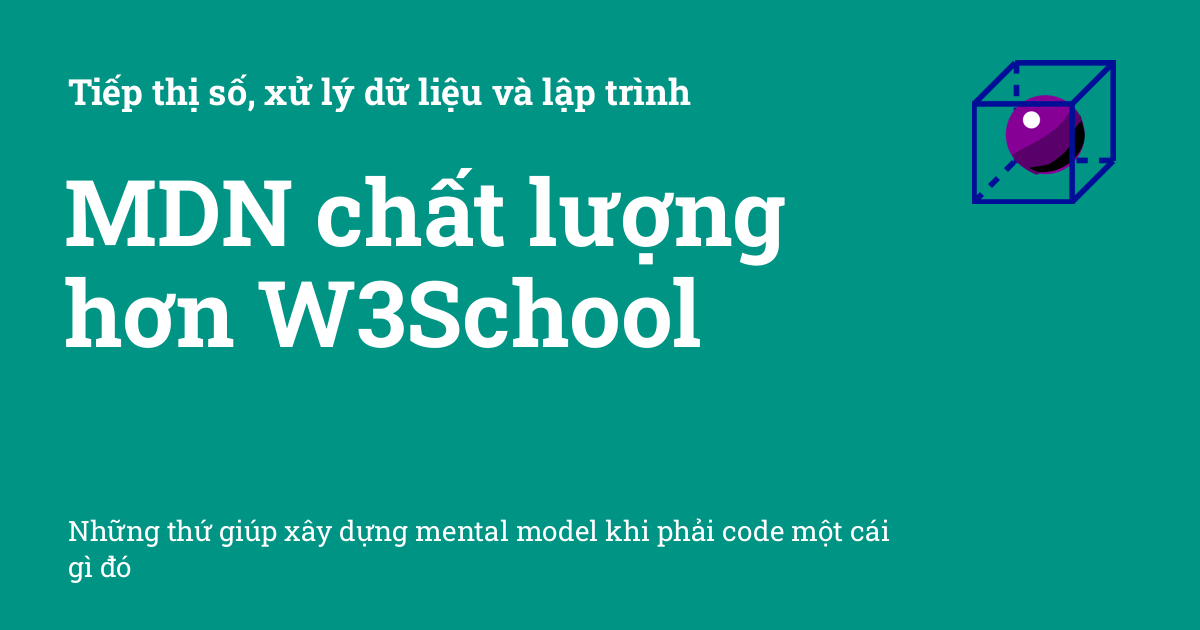 Tiếp thị số, xử lý dữ liệu và lập trình
MDN chất lượng
hơn W3School
Những thứ giúp xây dựng mental model khi phải code một cái
gì đó